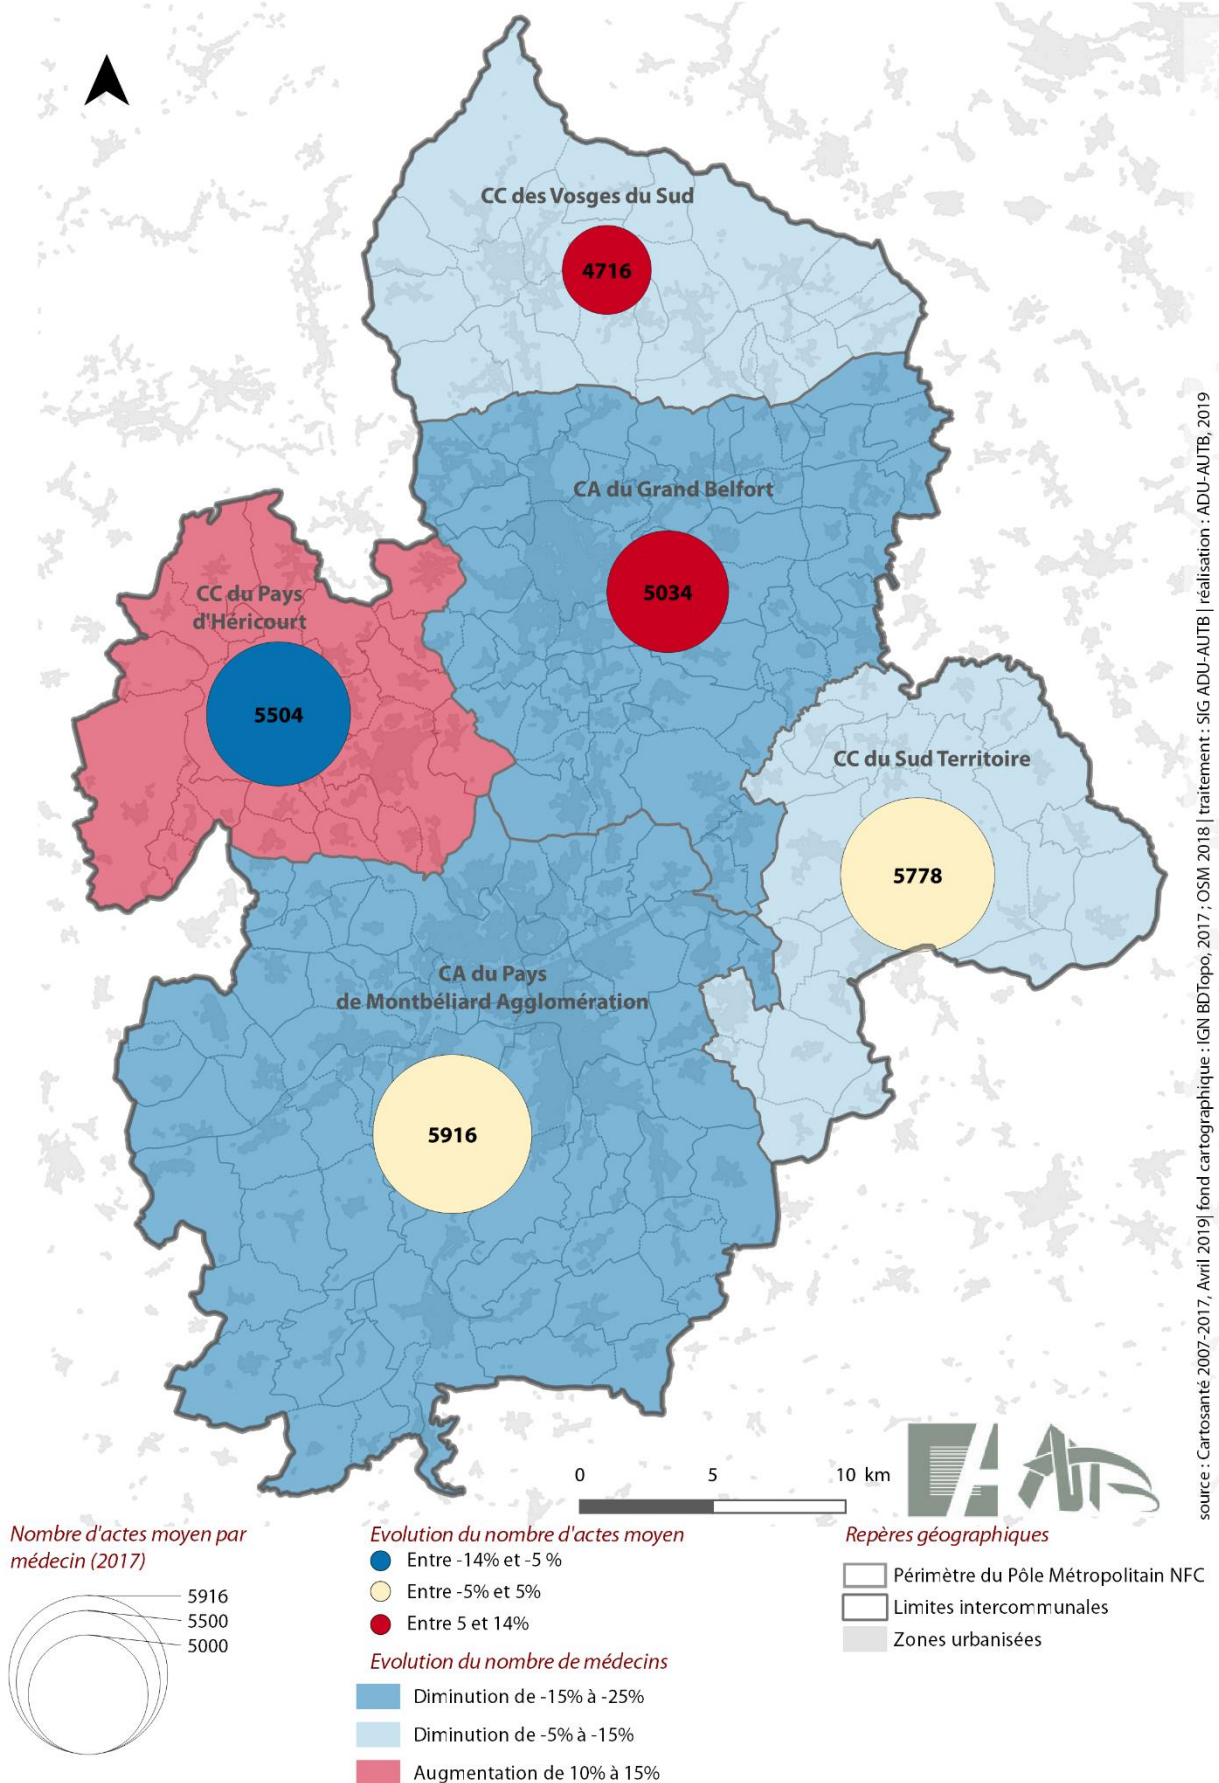 CC des Vosges du Sud
4716
CA du Grand Belfort
5034
CC du Pays
d'Héricourt
5504
CC du Sud Territoire
5778
CA du Pays
de Montbéliard Agglomération
5916
source : Cartosanté 2007-2017, Avril 2019| fond cartographique : IGN BDTopo, 2017 ; OSM 2018 | traitement : SIG ADU-AUTB | réalisation : ADU-AUTB, 2019
0 5 10 km
Nombre d'actes moyen par
médecin (2017)
5916
5500
5000
Evolution du nombre d'actes moyen
Entre -14% et -5 %
Entre -5% et 5%
Entre 5 et 14%
Evolution du nombre de médecins
Diminution de -15% à -25%
Diminution de -5% à -15%
Augmentation de 10% à 15%
Repères géographiques
Périmètre du Pôle Métropolitain NFC
Limites intercommunales
Zones urbanisées